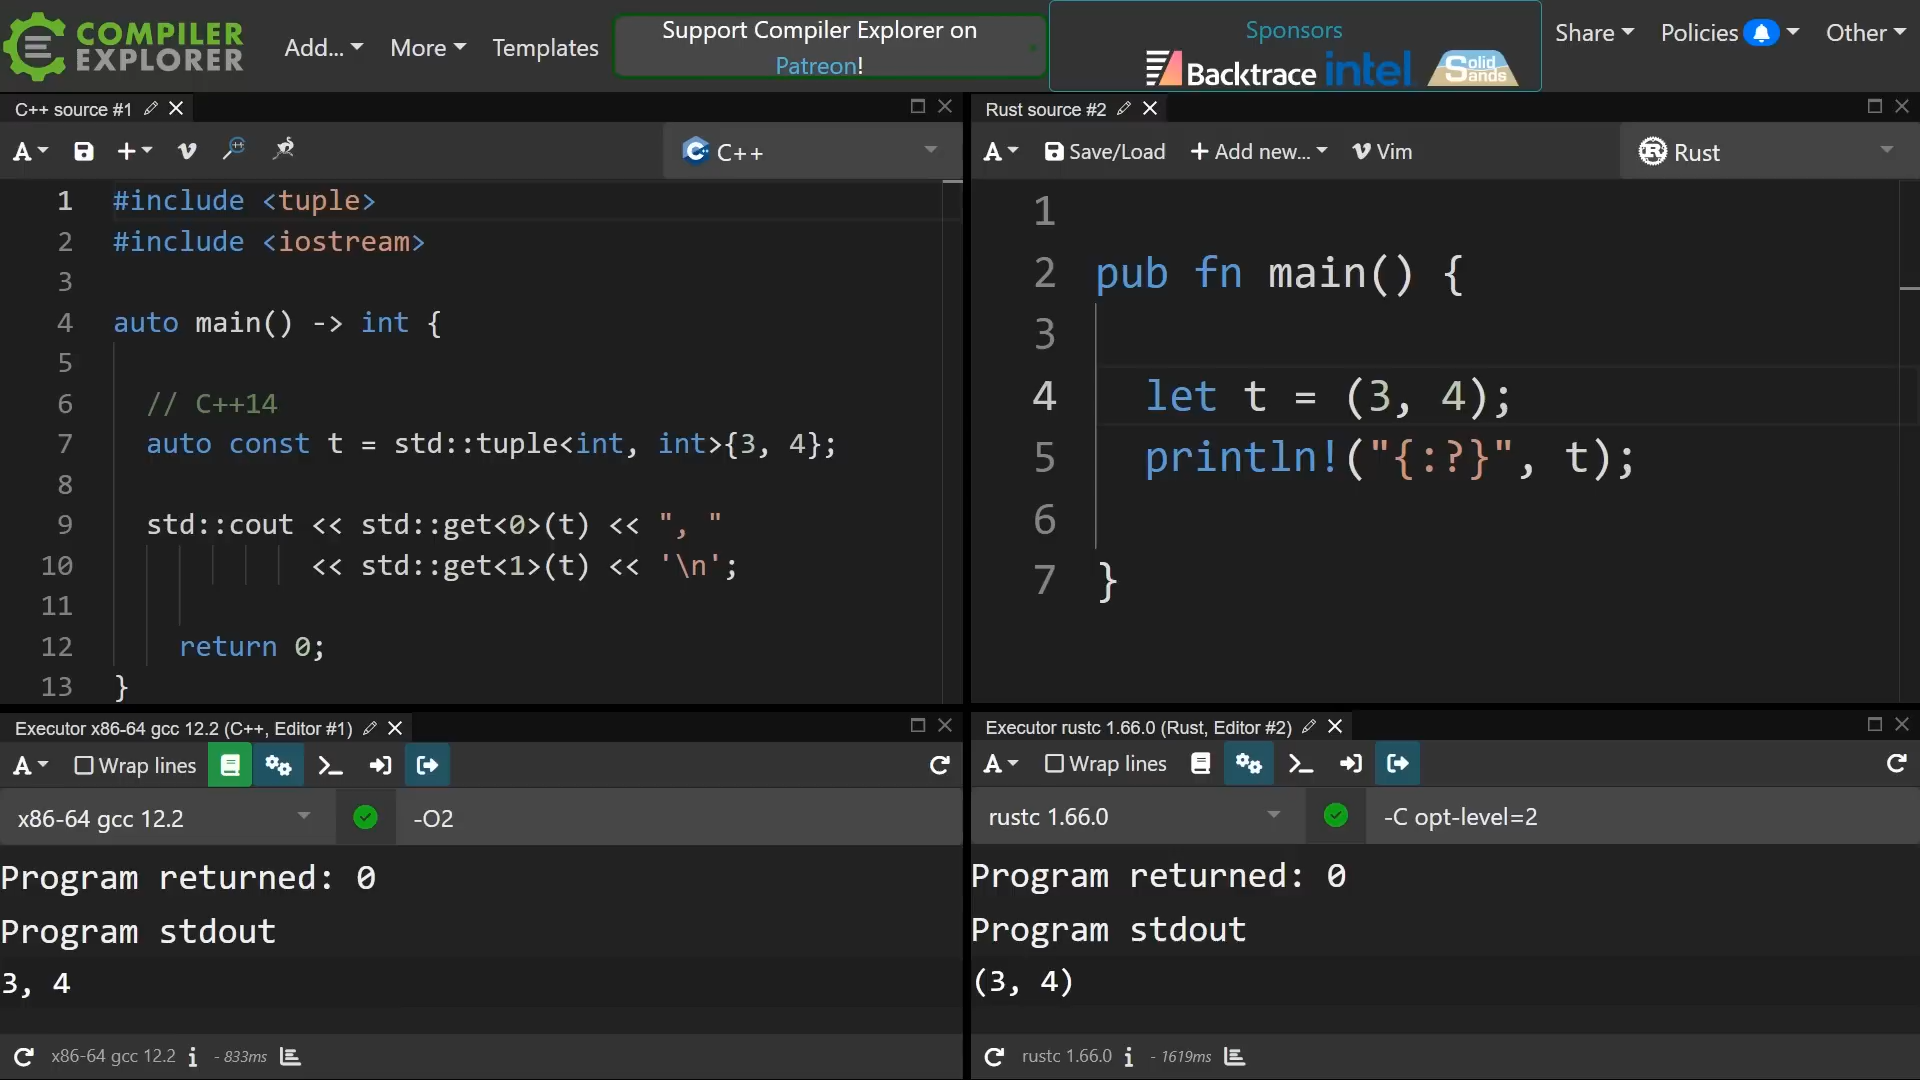 COMPILER
EXPLORER
Add...
More
Templates
Support Compiler Explorer on
Patreon!
Sponsors
Backtrace
intel
Solid
Sands
Share
Policies
Other
C++ source #1
C++
1 #include <tuple>
2 #include <iostream>
3
4 auto main() -> int {
5
6 // C++14
7 auto const t = std::tuple<int, int>{3, 4};
8
9 std::cout << std::get<0>(t) << ", "
10 << std::get<1>(t) << '\n';
11
12 return 0;
13 }
Rust source #2
A Save/Load + Add new... Vim
Rust
1
2 pub fn main() {
3
4 let t = (3, 4);
5 println!("{:?}", t);
6
7 }
Executor x86-64 gcc 12.2 (C++, Editor #1)
A Wrap lines
x86-64 gcc 12.2
-O2
Program returned: 0
Program stdout
3, 4
x86-64 gcc 12.2 i - 833ms
Executor rustc 1.66.0 (Rust, Editor #2)
A Wrap lines
rustc 1.66.0
-C opt-level=2
Program returned: 0
Program stdout
(3, 4)
rustc 1.66.0 i - 1619ms